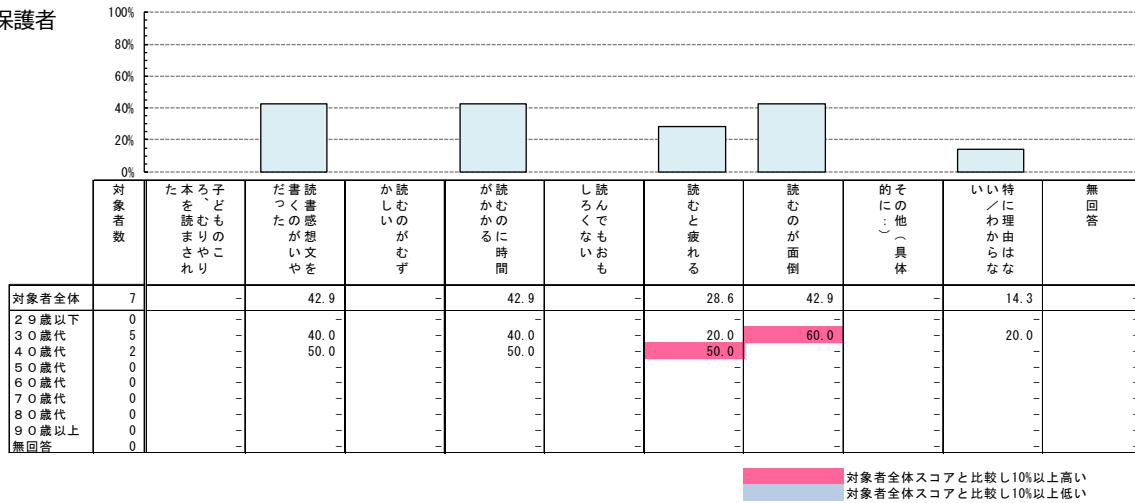 保護者
100%
80%
60%
40%
20%
0%
対象者数
子どものころ、むりやり本を読まされた
読書感想文を書くのがいやだった
読むのがむずかしい
読むのに時間がかかる
読んでもおもしろくない
読むと疲れる
読むのが面倒
その他（具体的に：）
特に理由はない／わからない
無回答
対象者全体 7 - 42.9 - 42.9 - 28.6 42.9 - 14.3 -
２９歳以下 0 - - - - - - - - - -
３０歳代 5 - 40.0 - 40.0 - 20.0 60.0 - 20.0 -
４０歳代 2 - 50.0 - 50.0 - 50.0 - - - -
５０歳代 0 - - - - - - - - - -
６０歳代 0 - - - - - - - - - -
７０歳代 0 - - - - - - - - - -
８０歳代 0 - - - - - - - - - -
９０歳以上 0 - - - - - - - - - -
無回答 0 - - - - - - - - - -
対象者全体スコアと比較し10%以上高い
対象者全体スコアと比較し10%以上低い